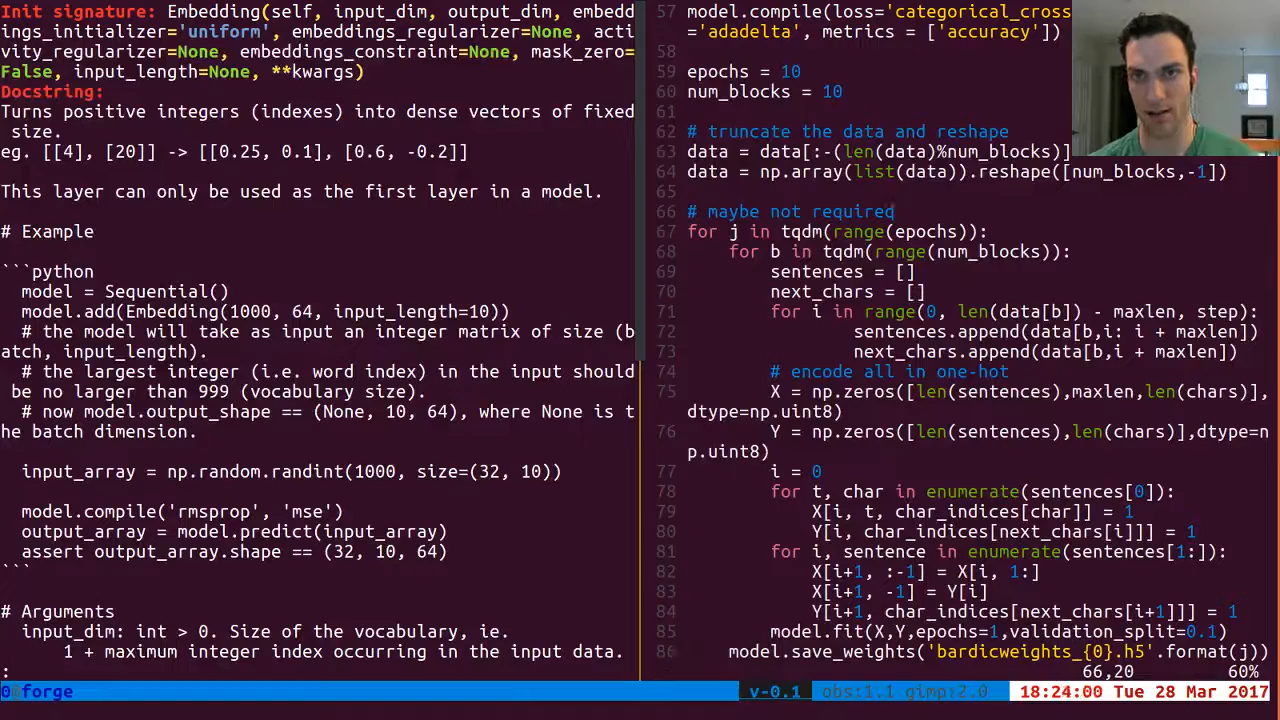 Init signature: Embedding(self, input_dim, output_dim, embedd
ings_initializer='uniform', embeddings_regularizer=None, acti
vity_regularizer=None, embeddings_constraint=None, mask_zero=
False, input_length=None, **kwargs)
Docstring:
Turns positive integers (indexes) into dense vectors of fixed
 size.
eg. [[4], [20]] -> [[0.25, 0.1], [0.6, -0.2]]
This layer can only be used as the first layer in a model.
# Example
```python
  model = Sequential()
  model.add(Embedding(1000, 64, input_length=10))
  # the model will take as input an integer matrix of size (b
atch, input_length).
  # the largest integer (i.e. word index) in the input should
 be no larger than 999 (vocabulary size).
  # now model.output_shape == (None, 10, 64), where None is t
he batch dimension.
  input_array = np.random.randint(1000, size=(32, 10))
  model.compile('rmsprop', 'mse')
  output_array = model.predict(input_array)
  assert output_array.shape == (32, 10, 64)
```
# Arguments
  input_dim: int > 0. Size of the vocabulary, ie.
      1 + maximum integer index occurring in the input data.
:
57 model.compile(loss='categorical_cross
='adadelta', metrics = ['accuracy'])
58
59 epochs = 10
60 num_blocks = 10
61
62 # truncate the data and reshape
63 data = data[:-(len(data)%num_blocks)]
64 data = np.array(list(data)).reshape([num_blocks,-1])
65
66 # maybe not required
67 for j in tqdm(range(epochs)):
68     for b in tqdm(range(num_blocks)):
69         sentences = []
70         next_chars = []
71         for i in range(0, len(data[b]) - maxlen, step):
72                 sentences.append(data[b,i: i + maxlen])
73                 next_chars.append(data[b,i + maxlen])
74         # encode all in one-hot
75         X = np.zeros([len(sentences),maxlen,len(chars)],
dtype=np.uint8)
76         Y = np.zeros([len(sentences),len(chars)],dtype=n
p.uint8)
77         i = 0
78         for t, char in enumerate(sentences[0]):
79             X[i, t, char_indices[char]] = 1
80             Y[i, char_indices[next_chars[i]]] = 1
81         for i, sentence in enumerate(sentences[1:]):
82             X[i+1, :-1] = X[i, 1:]
83             X[i+1, -1] = Y[i]
84             Y[i+1, char_indices[next_chars[i+1]]] = 1
85         model.fit(X,Y,epochs=1,validation_split=0.1)
86     model.save_weights('bardicweights_{0}.h5'.format(j))
66,20 60%
0 forge v-0.1 obs:1.1 gimp:2.0 18:24:00 Tue 28 Mar 2017